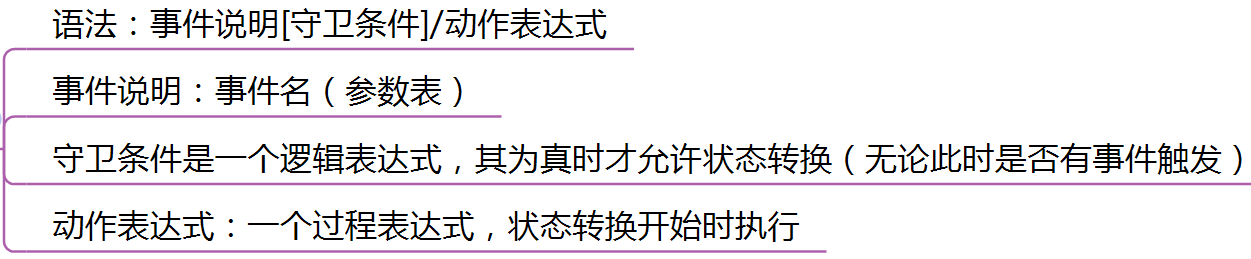 语法：事件说明[守卫条件]/动作表达式
事件说明：事件名（参数表）
守卫条件是一个逻辑表达式，其为真时才允许状态转换（无论此时是否有事件触发）
动作表达式：一个过程表达式，状态转换开始时执行